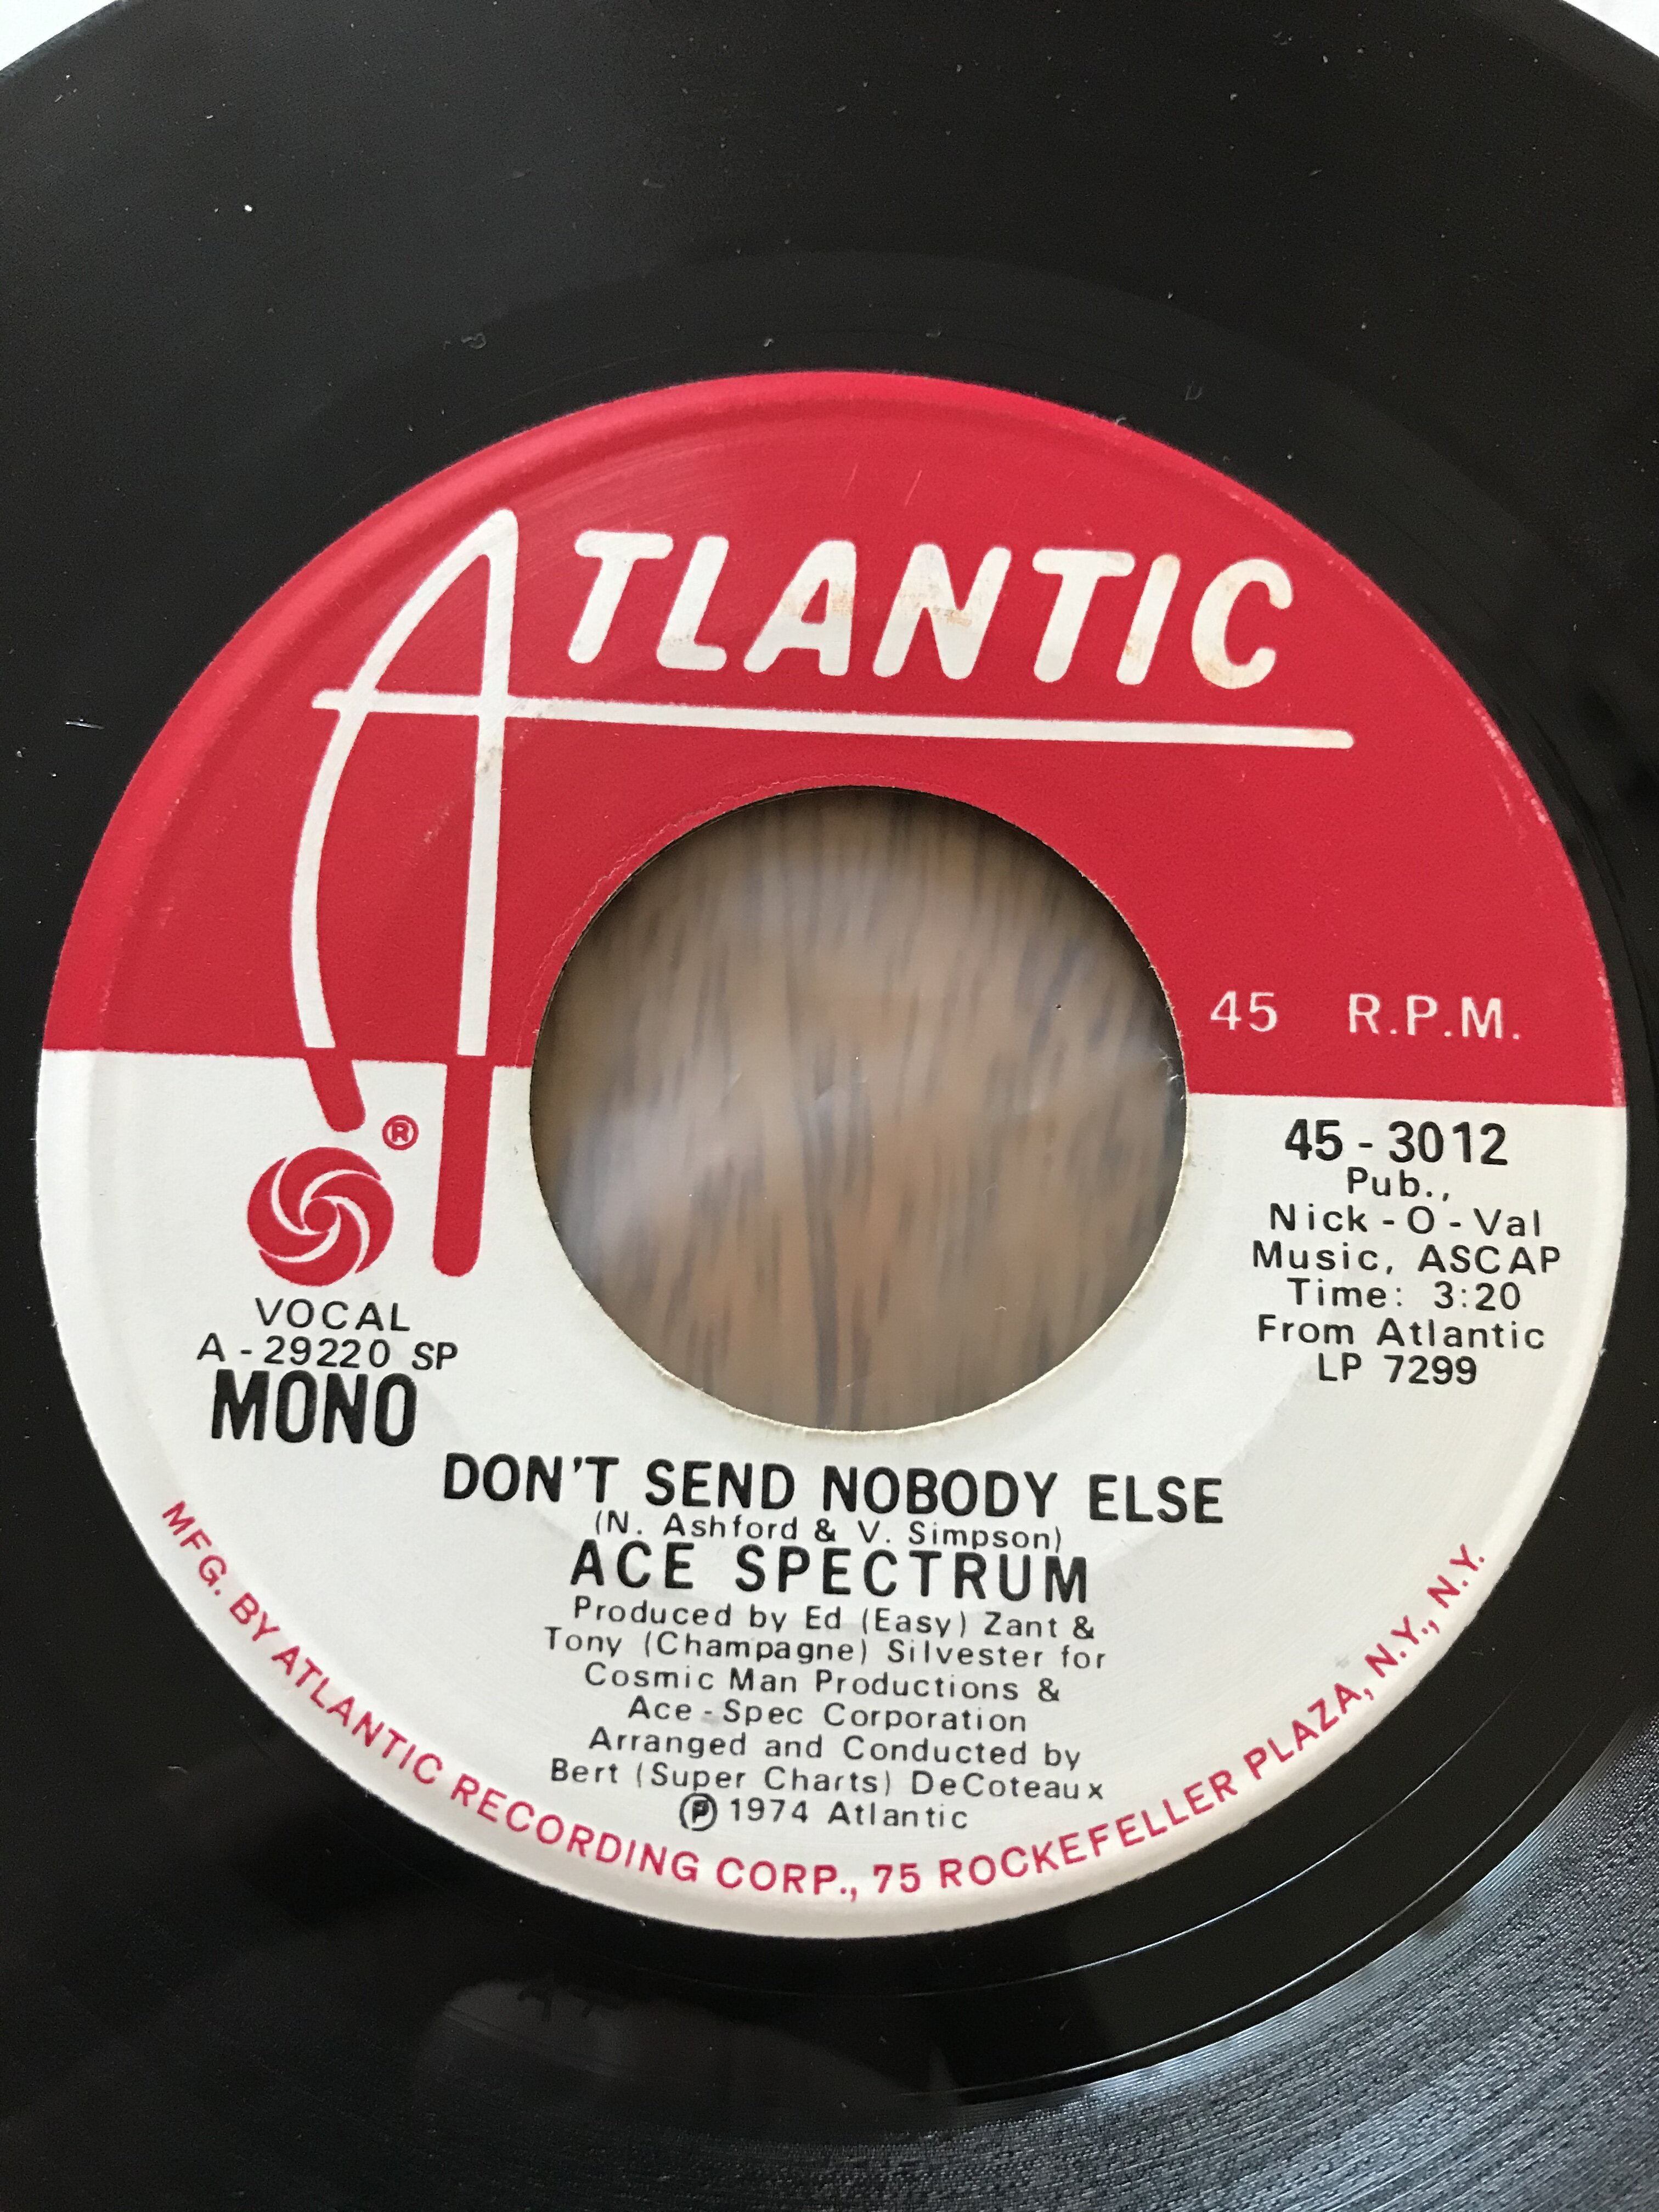 ATLANTIC
45 R.P.M.
®
VOCAL
A-29220 SP
MONO
45-3012
Pub.,
Nick-O-Val
Music, ASCAP
Time: 3:20
From Atlantic
LP 7299
DON'T SEND NOBODY ELSE
(N. Ashford & V. Simpson)
ACE SPECTRUM
Produced by Ed (Easy) Zant &
Tony (Champagne) Silvester for
Cosmic Man Productions &
Ace-Spec Corporation
Arranged and Conducted by
Bert (Super Charts) DeCoteaux
Ⓟ 1974 Atlantic
MFG. BY ATLANTIC RECORDING CORP., 75 ROCKEFELLER PLAZA, N.Y., N.Y.